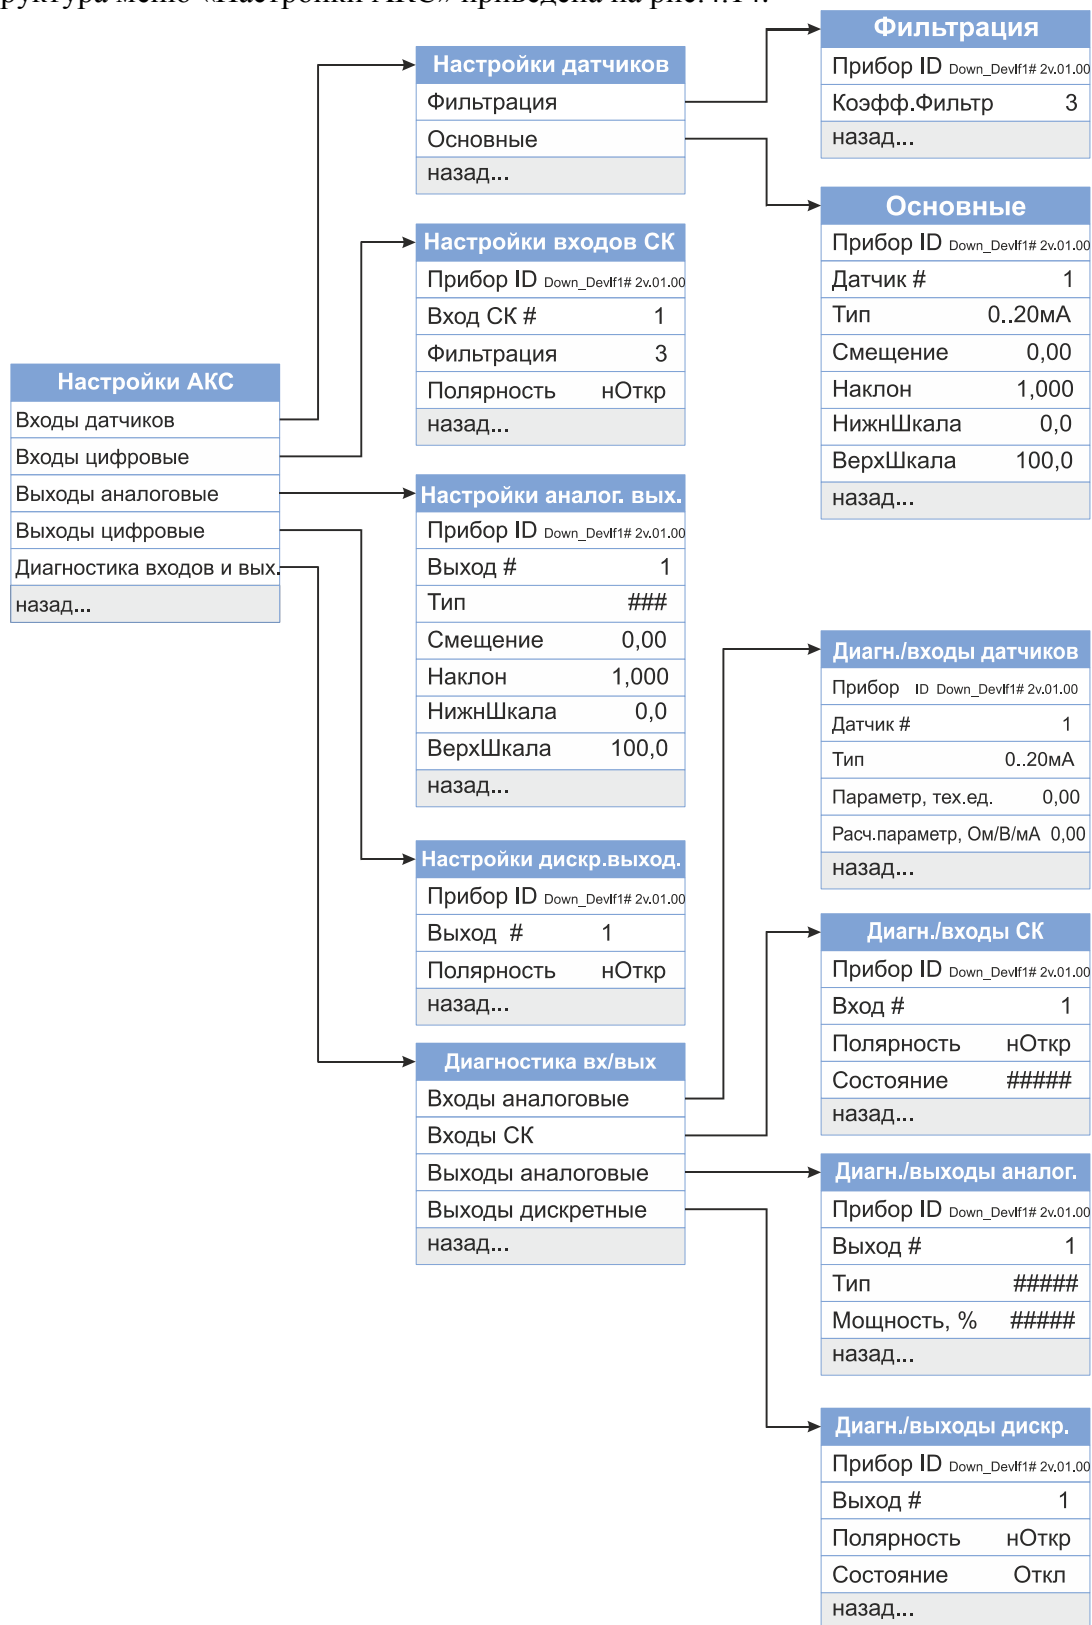 руктура меню «Настройки АКС» приведена на рис.4.14.
Настройки АКС
Входы датчиков
Входы цифровые
Выходы аналоговые
Выходы цифровые
Диагностика входов и вых.
назад...
Настройки датчиков
Фильтрация
Основные
назад...
Настройки входов СК
Прибор ID Down_DevIf1# 2v.01.00
Вход СК # 1
Фильтрация 3
Полярность нОткр
назад...
Настройки аналог. вых.
Прибор ID Down_DevIf1# 2v.01.00
Выход # 1
Тип ###
Смещение 0,00
Наклон 1,000
НижнШкала 0,0
ВерхШкала 100,0
назад...
Настройки дискр.выход.
Прибор ID Down_DevIf1# 2v.01.00
Выход # 1
Полярность нОткр
назад...
Диагностика вх/вых
Входы аналоговые
Входы СК
Выходы аналоговые
Выходы дискретные
назад...
Фильтрация
Прибор ID Down_DevIf1# 2v.01.00
Коэфф.Фильтр 3
назад...
Основные
Прибор ID Down_DevIf1# 2v.01.00
Датчик # 1
Тип 0..20мА
Смещение 0,00
Наклон 1,000
НижнШкала 0,0
ВерхШкала 100,0
назад...
Диагн./входы датчиков
Прибор ID Down_DevIf1# 2v.01.00
Датчик # 1
Тип 0..20мА
Параметр, тех.ед. 0,00
Расч.параметр, Ом/В/мА 0,00
назад...
Диагн./входы СК
Прибор ID Down_DevIf1# 2v.01.00
Вход # 1
Полярность нОткр
Состояние #####
назад...
Диагн./выходы аналог.
Прибор ID Down_DevIf1# 2v.01.00
Выход # 1
Тип #####
Мощность, % #####
назад...
Диагн./выходы дискр.
Прибор ID Down_DevIf1# 2v.01.00
Выход # 1
Полярность нОткр
Состояние Откл
назад...